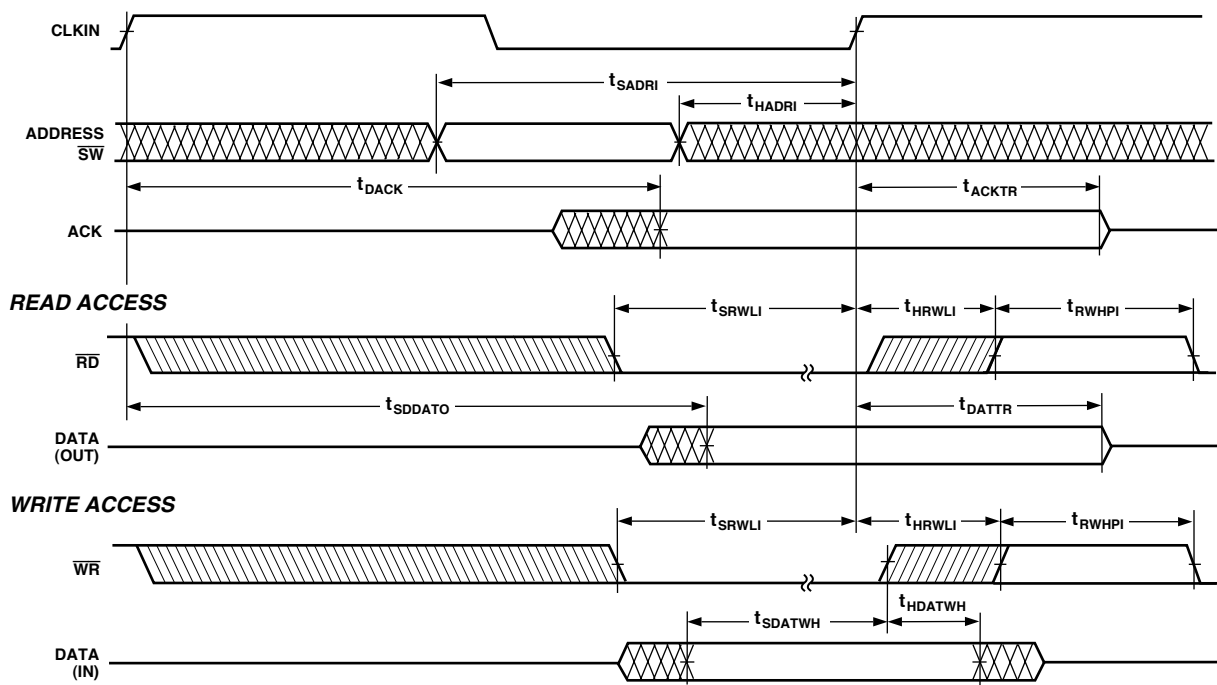 CLKIN
tSADRI
tHADRI
ADDRESS
SW
tDACK
tACKTR
ACK
READ ACCESS
tSRWLI
tHRWLI
tRWHPI
RD
tSDDATO
tDATTR
DATA
(OUT)
WRITE ACCESS
tSRWLI
tHRWLI
tRWHPI
WR
tHDATWH
tSDATWH
DATA
(IN)